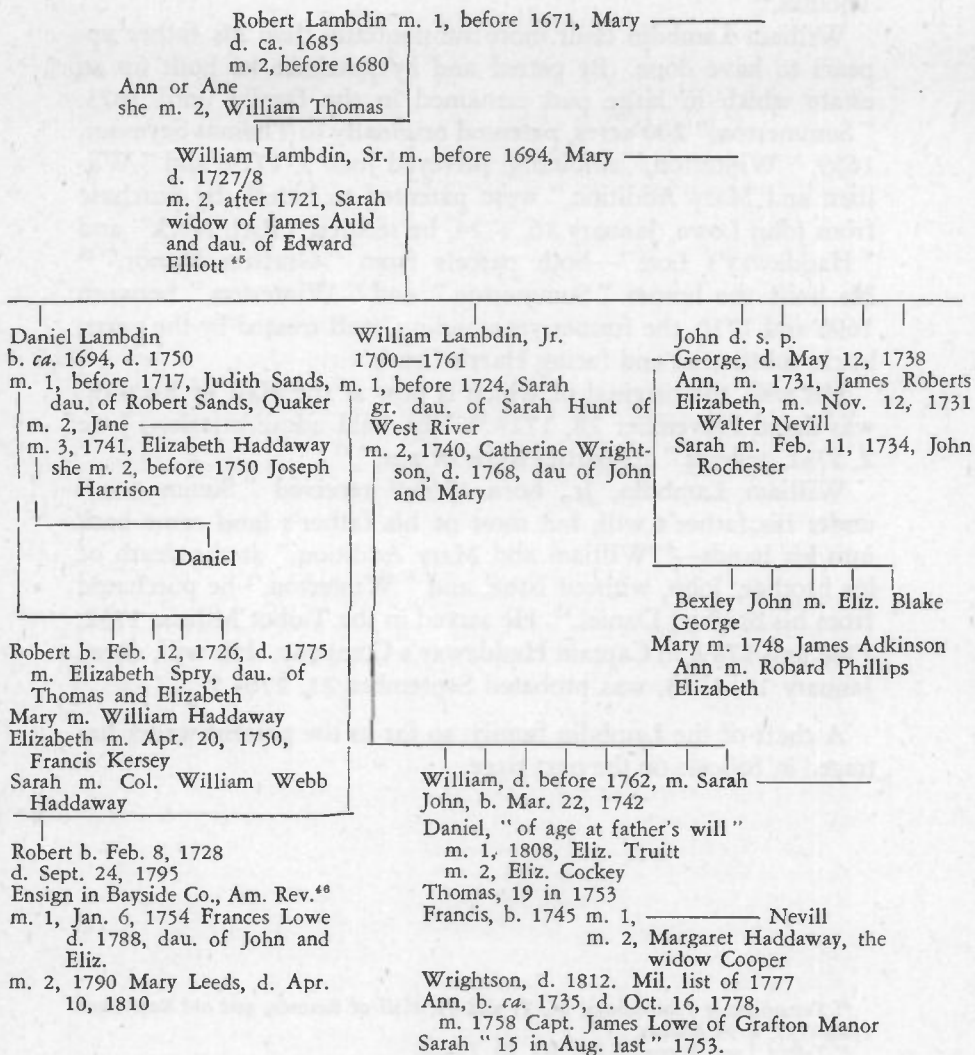 Robert Lambdin m. 1, before 1671, Mary
d. ca. 1685
m. 2, before 1680
Ann or Ane
she m. 2, William Thomas
William Lambdin, Sr. m. before 1694, Mary
d. 1727/8
m. 2, after 1721, Sarah
widow of James Auld
and dau. of Edward
Elliott 45
Daniel Lambdin
b. ca. 1694, d. 1750
m. 1, before 1717, Judith Sands,
dau. of Robert Sands, Quaker
m. 2, Jane
m. 3, 1741, Elizabeth Haddaway
she m. 2, before 1750 Joseph
Harrison
Daniel
Robert b. Feb. 12, 1726, d. 1775
m. Elizabeth Spry, dau. of
Thomas and Elizabeth
Mary m. William Haddaway
Elizabeth m. Apr. 20, 1750,
Francis Kersey
Sarah m. Col. William Webb
Haddaway
William Lambdin, Jr.
1700—1761
m. 1, before 1724, Sarah
gr. dau. of Sarah Hunt of
West River
m. 2, 1740, Catherine Wright-
son, d. 1768, dau of John
and Mary
John d. s. p.
George, d. May 12, 1738
Ann, m. 1731, James Roberts
Elizabeth, m. Nov. 12, 1731
Walter Nevill
Sarah m Feb. 11, 1734, John
Rochester
Bexley John m. Eliz. Blake
George
Mary m. 1748 James Adkinson
Ann m. Robard Phillips
Elizabeth
Robert b. Feb. 8, 1728
d. Sept. 24, 1795
Ensign in Bayside Co., Am. Rev.46
m. 1, Jan. 6, 1754 Frances Lowe
d. 1788, dau. of John and
Eliz.
m. 2, 1790 Mary Leeds, d. Apr.
10, 1810
William, d. before 1762, m. Sarah
John, b. Mar. 22, 1742
Daniel, " of age at father's will "
m. 1, 1808, Eliz. Truitt
m. 2, Eliz. Cockey
Thomas, 19 in 1753
Francis, b. 1745 m. 1, Nevill
m. 2, Margaret Haddaway, the
widow Cooper
Wrightson, d. 1812. Mil. list of 1777
Ann, b. ca. 1735, d. Oct. 16, 1778,
m. 1758 Capt. James Lowe of Grafton Manor
Sarah " 15 in Aug. last " 1753.